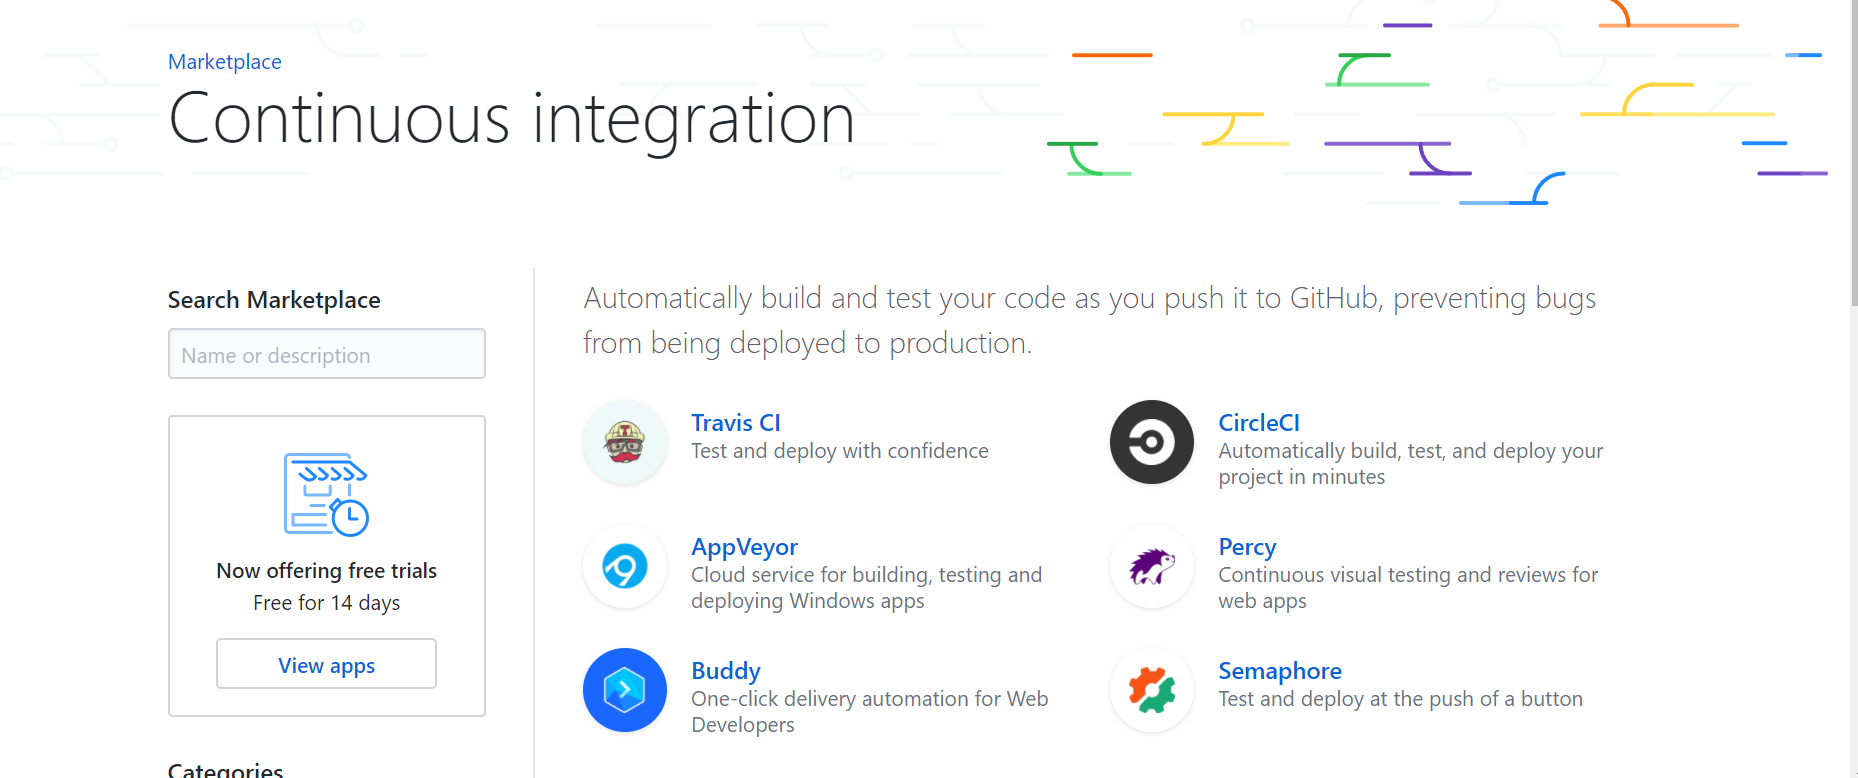 Marketplace
Continuous integration
Search Marketplace
Name or description
Now offering free trials
Free for 14 days
View apps
Categories
Automatically build and test your code as you push it to GitHub, preventing bugs
from being deployed to production.
Travis CI
Test and deploy with confidence
CircleCI
Automatically build, test, and deploy your
project in minutes
AppVeyor
Cloud service for building, testing and
deploying Windows apps
Percy
Continuous visual testing and reviews for
web apps
Buddy
One-click delivery automation for Web
Developers
Semaphore
Test and deploy at the push of a button